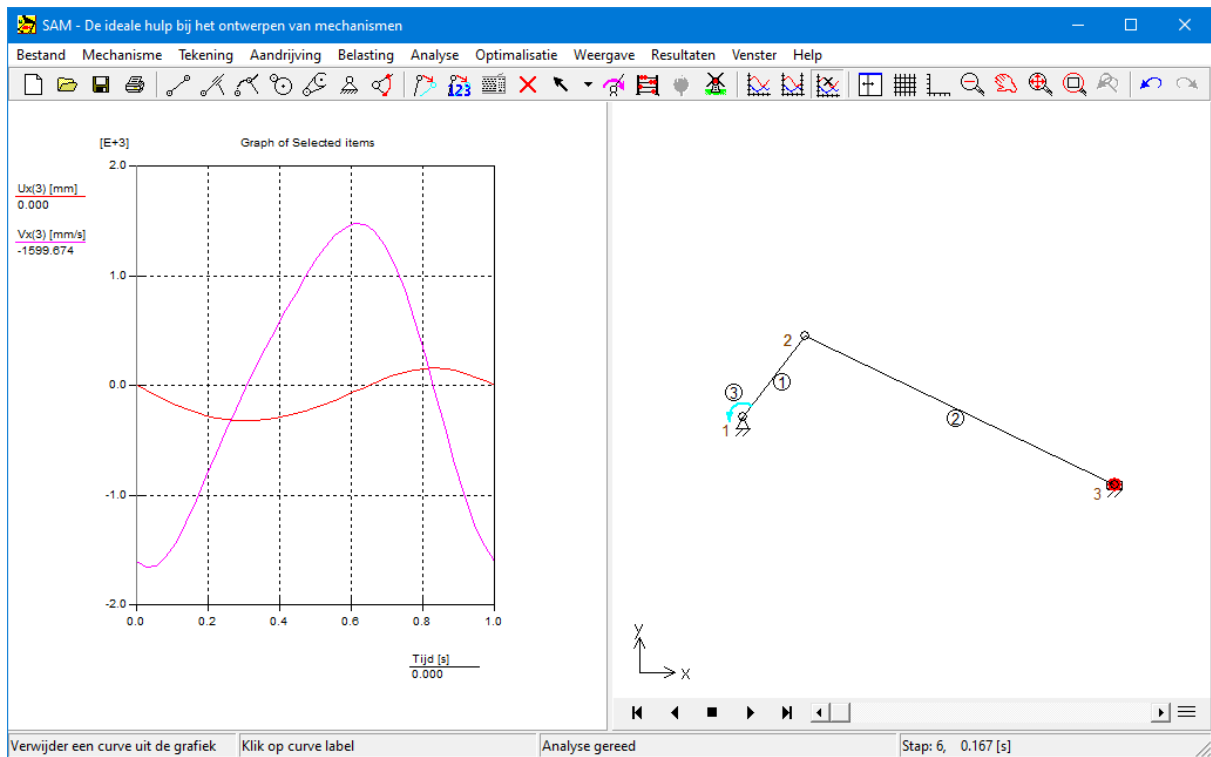 SAM - De ideale hulp bij het ontwerpen van mechanismen
Bestand Mechanisme Tekening Aandrijving Belasting Analyse Optimalisatie Weergave Resultaten Venster Help
123
[E+3] Graph of Selected items
2.0
Ux(3) [mm]
0.000
Vx(3) [mm/s]
-1599.674
1.0
0.0
-1.0
-2.0
0.0 0.2 0.4 0.6 0.8 1.0
Tijd [s]
0.000
2
1
3
1
2
3
y
x
Verwijder een curve uit de grafiek Klik op curve label Analyse gereed Stap: 6, 0.167 [s]